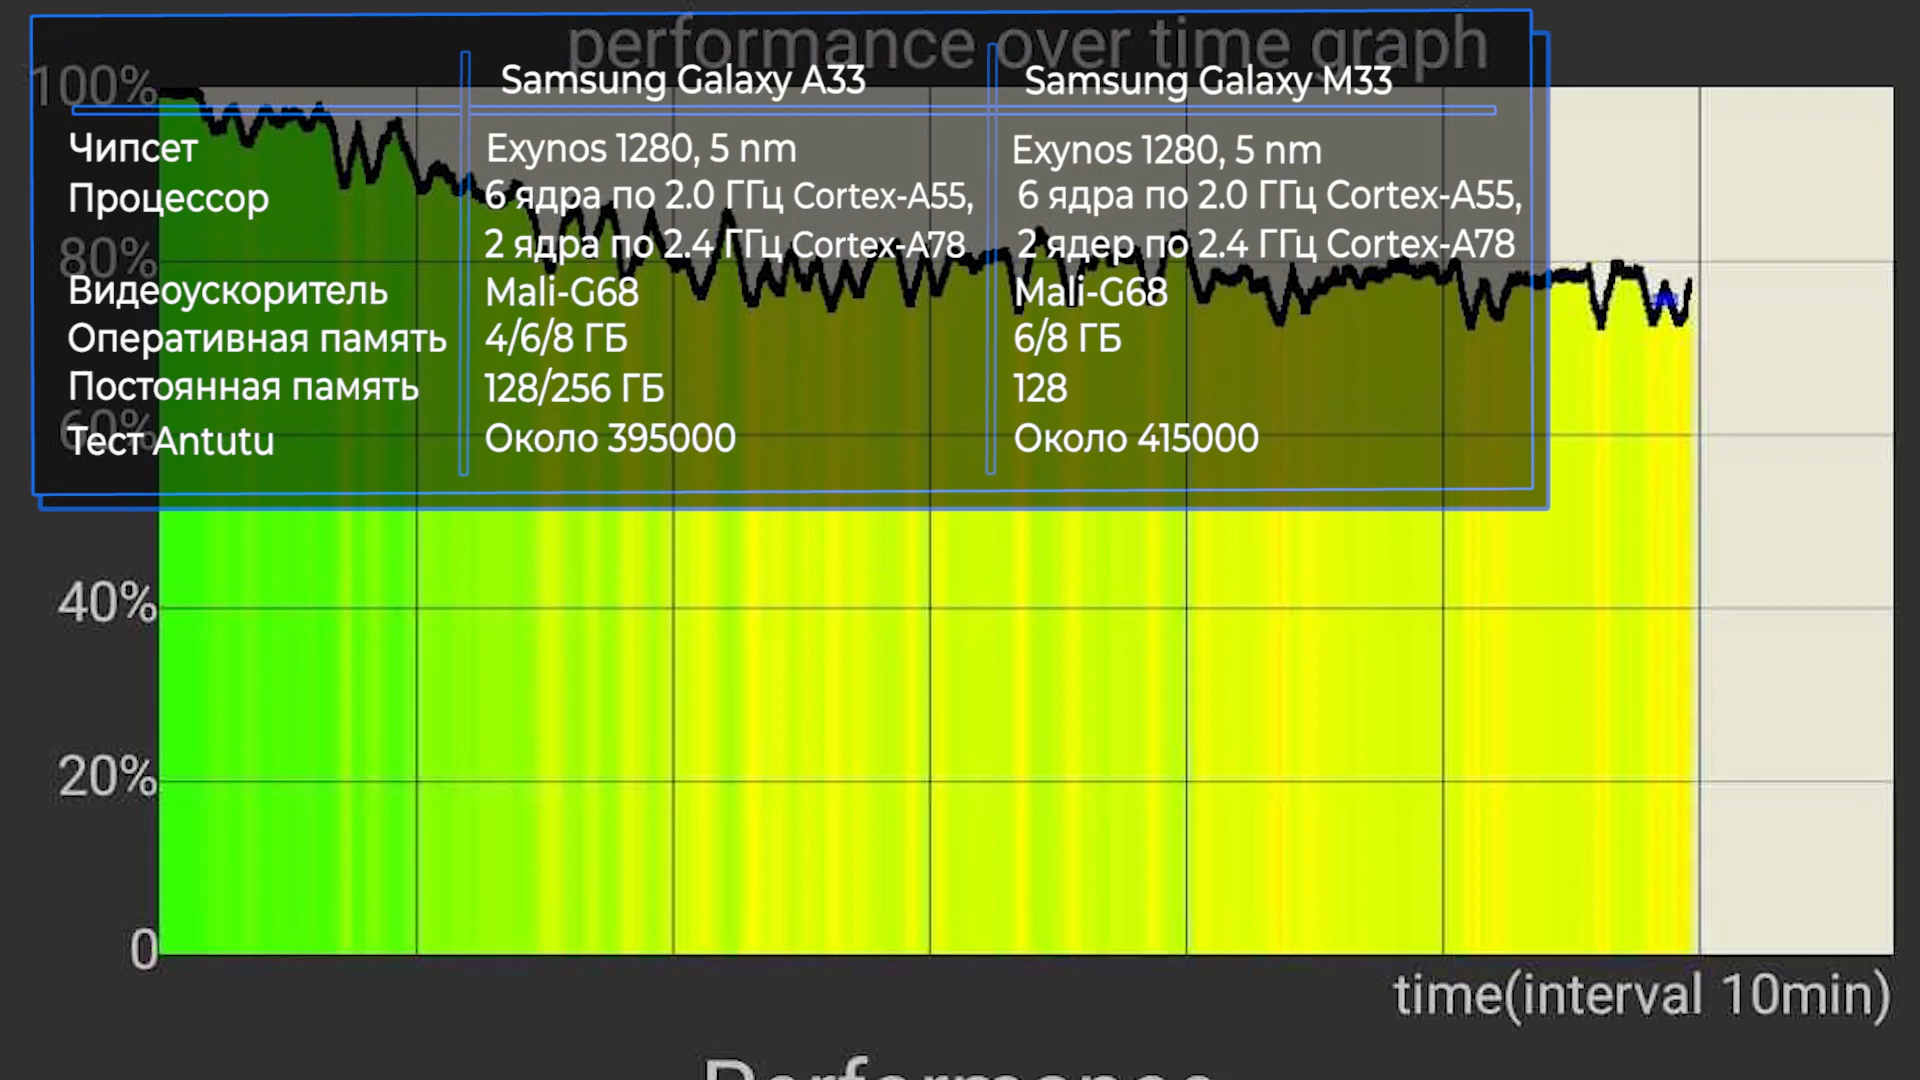 performance over time graph
Samsung Galaxy A33 Samsung Galaxy M33
100%
Чипсет Exynos 1280, 5 nm Exynos 1280, 5 nm
Процессор 6 ядра по 2.0 ГГц Cortex-A55, 6 ядра по 2.0 ГГц Cortex-A55,
2 ядра по 2.4 ГГц Cortex-A78 2 ядер по 2.4 ГГц Cortex-A78
80%
Видеоускоритель Mali-G68 Mali-G68
Оперативная память 4/6/8 ГБ 6/8 ГБ
Постоянная память 128/256 ГБ 128
60%
Тест Antutu Около 395000 Около 415000
40%
20%
0
time(interval 10min)
Performance